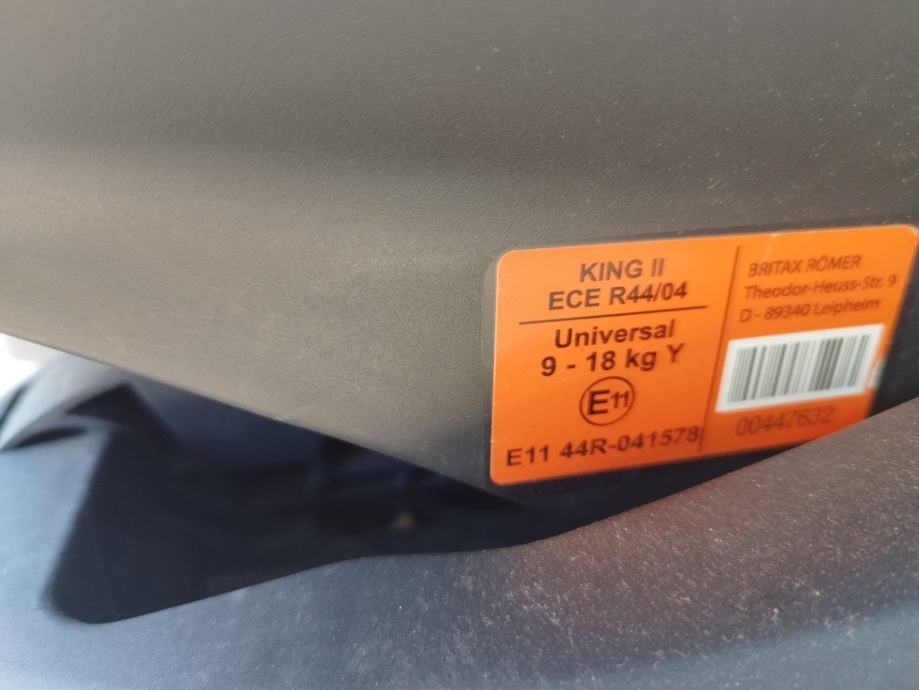 KING II
ECE R44/04
Universal
9 - 18 kg Y
E11
E11 44R-041578
BRITAX RÖMER
Theodor-Heuss-Str. 9
D - 89340 Leipheim
00447632